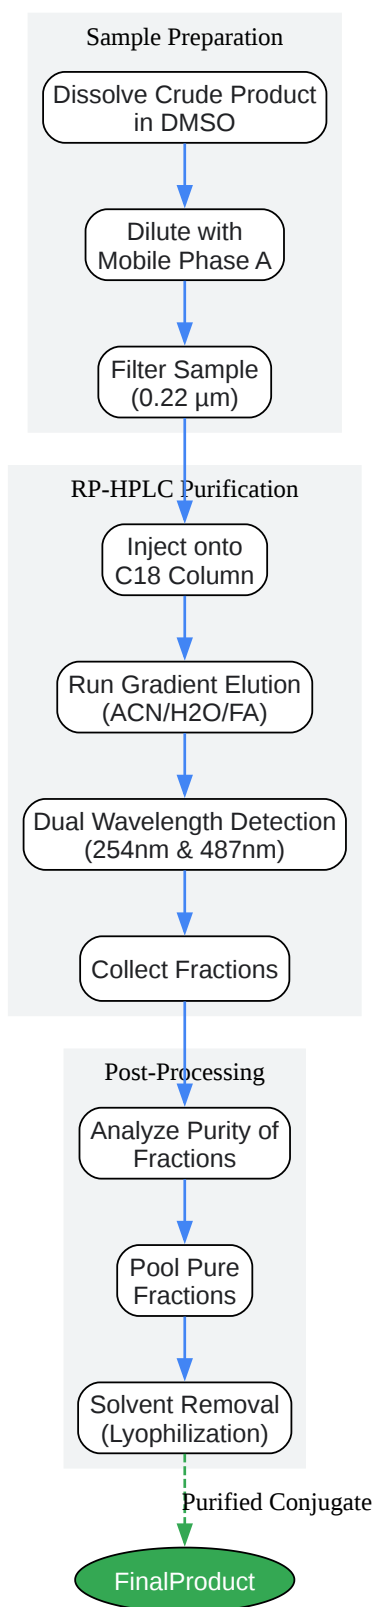 Sample Preparation
Dissolve Crude Product
in DMSO
Dilute with
Mobile Phase A
Filter Sample
(0.22 µm)
RP-HPLC Purification
Inject onto
C18 Column
Run Gradient Elution
(ACN/H2O/FA)
Dual Wavelength Detection
(254nm & 487nm)
Collect Fractions
Post-Processing
Analyze Purity of
Fractions
Pool Pure
Fractions
Solvent Removal
(Lyophilization)
Purified Conjugate
FinalProduct